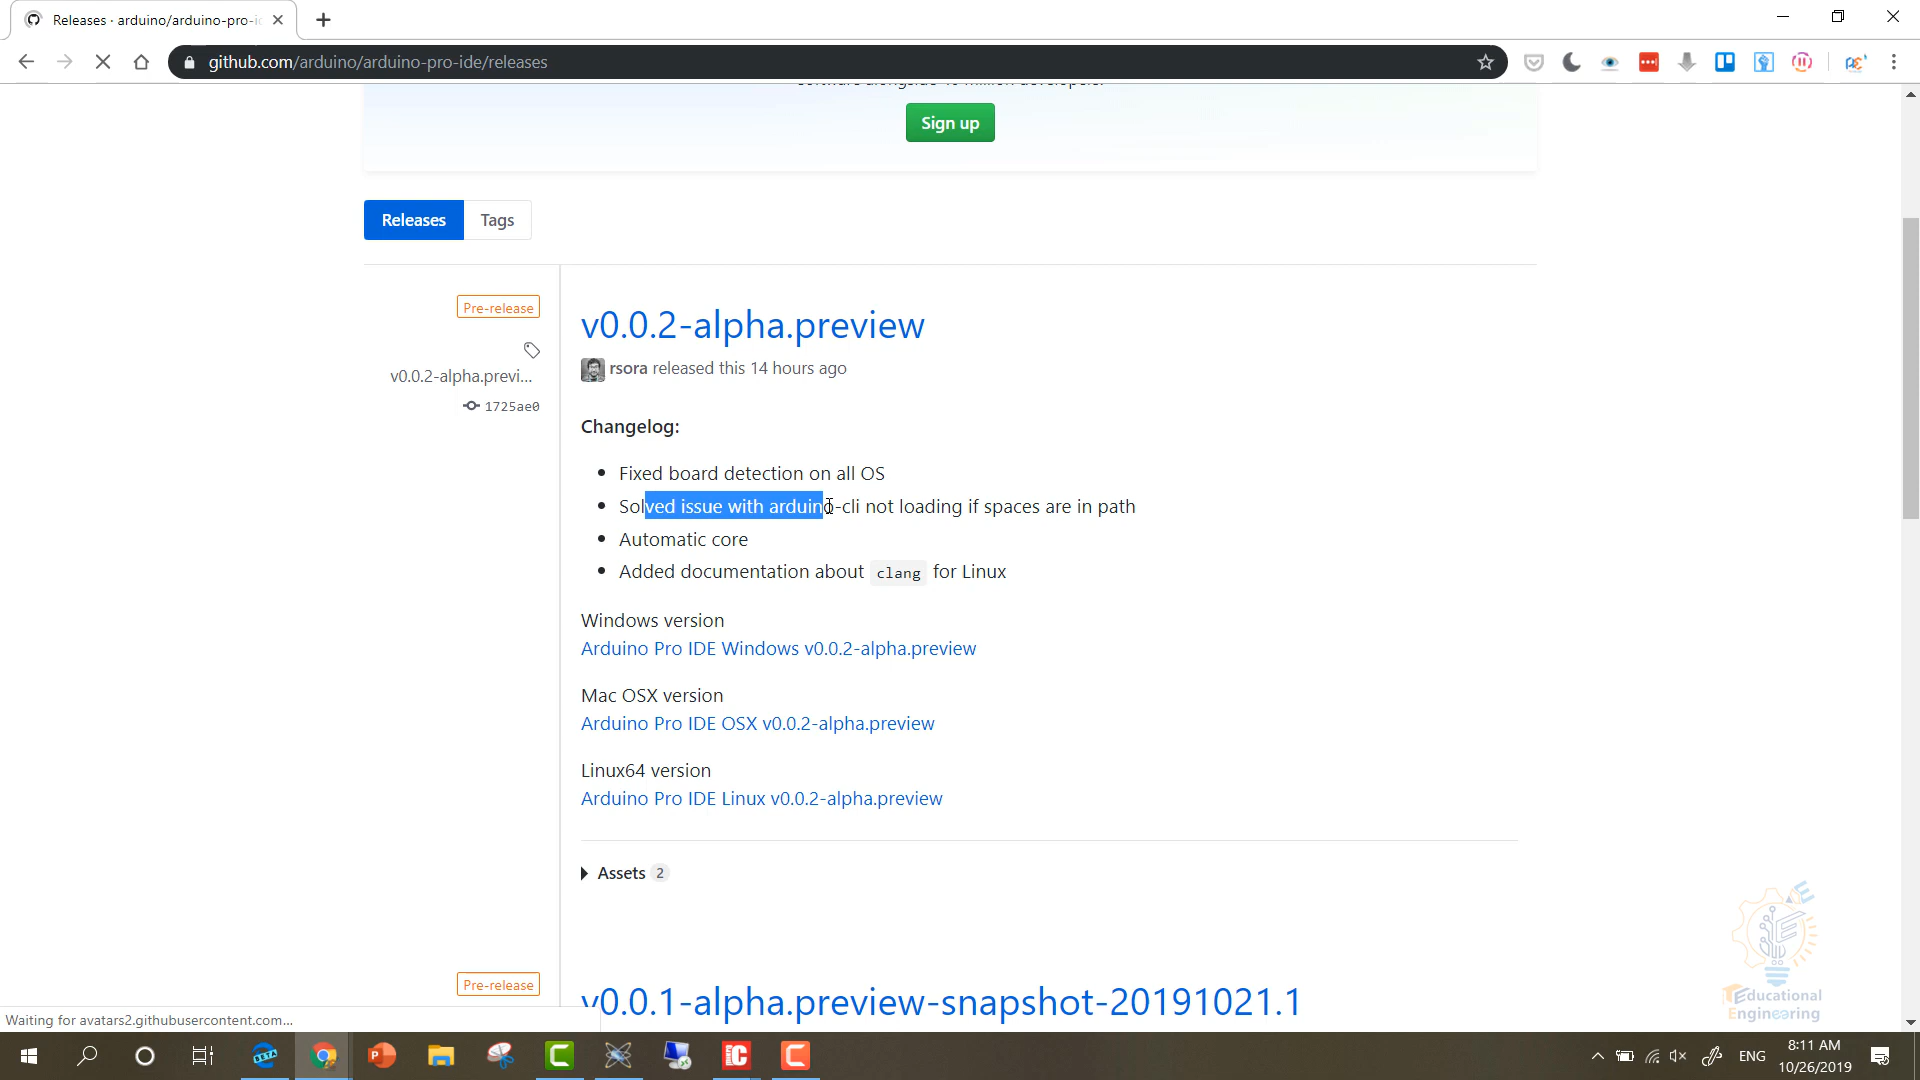 Releases · arduino/arduino-pro-i
github.com/arduino/arduino-pro-ide/releases
Sign up
Releases
Tags
Pre-release
v0.0.2-alpha.previ...
1725ae0
v0.0.2-alpha.preview
rsora released this 14 hours ago
Changelog:
Fixed board detection on all OS
Solved issue with arduino-cli not loading if spaces are in path
Automatic core
Added documentation about clang for Linux
Windows version
Arduino Pro IDE Windows v0.0.2-alpha.preview
Mac OSX version
Arduino Pro IDE OSX v0.0.2-alpha.preview
Linux64 version
Arduino Pro IDE Linux v0.0.2-alpha.preview
Assets 2
Pre-release
v0.0.1-alpha.preview-snapshot-20191021.1
Educational
Engineering
Waiting for avatars2.githubusercontent.com...
BETA
ENG
8:11 AM
10/26/2019